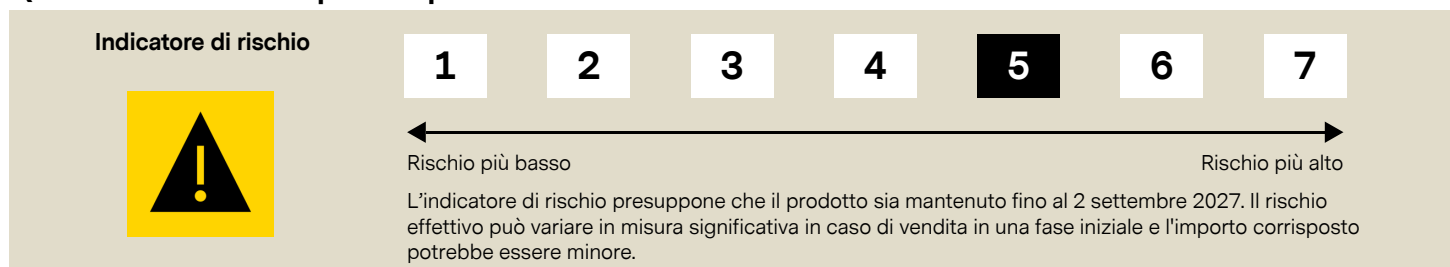 Indicatore di rischio
1 2 3 4 5 6 7
Rischio più basso Rischio più alto
L'indicatore di rischio presuppone che il prodotto sia mantenuto fino al 2 settembre 2027. Il rischio
effettivo può variare in misura significativa in caso di vendita in una fase iniziale e l'importo corrisposto
potrebbe essere minore.